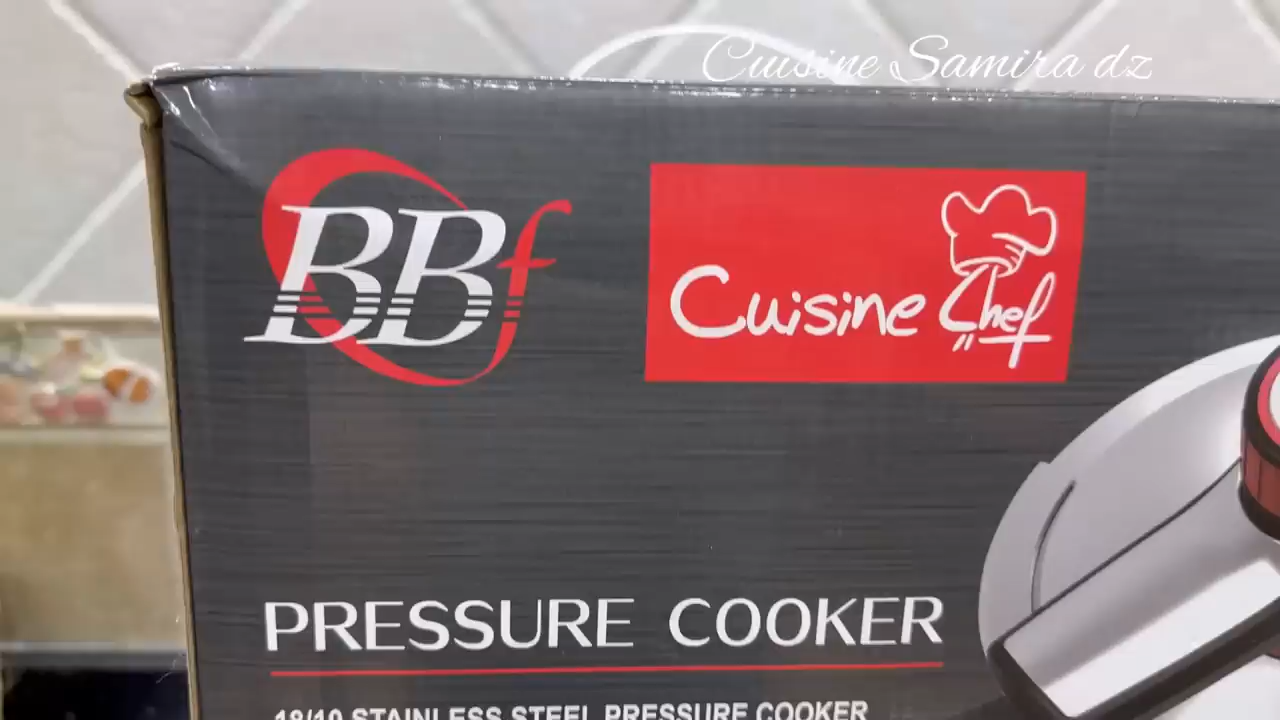 Cuisine Samira dz
BBf
Cuisine Chef
PRESSURE COOKER
18/10 STAINLESS STEEL PRESSURE COOKER